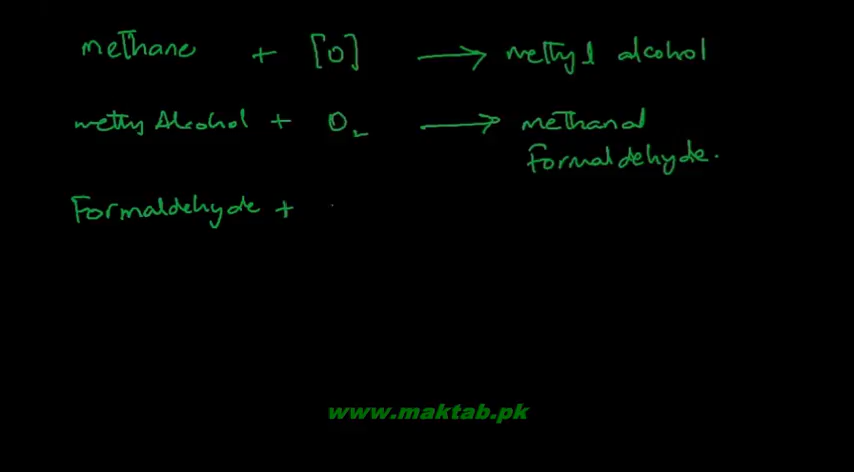 methane + [O] → methyl alcohol
methy Alcohol + O₂ → methanal
formaldehyde.
Formaldehyde +
www.maktab.pk